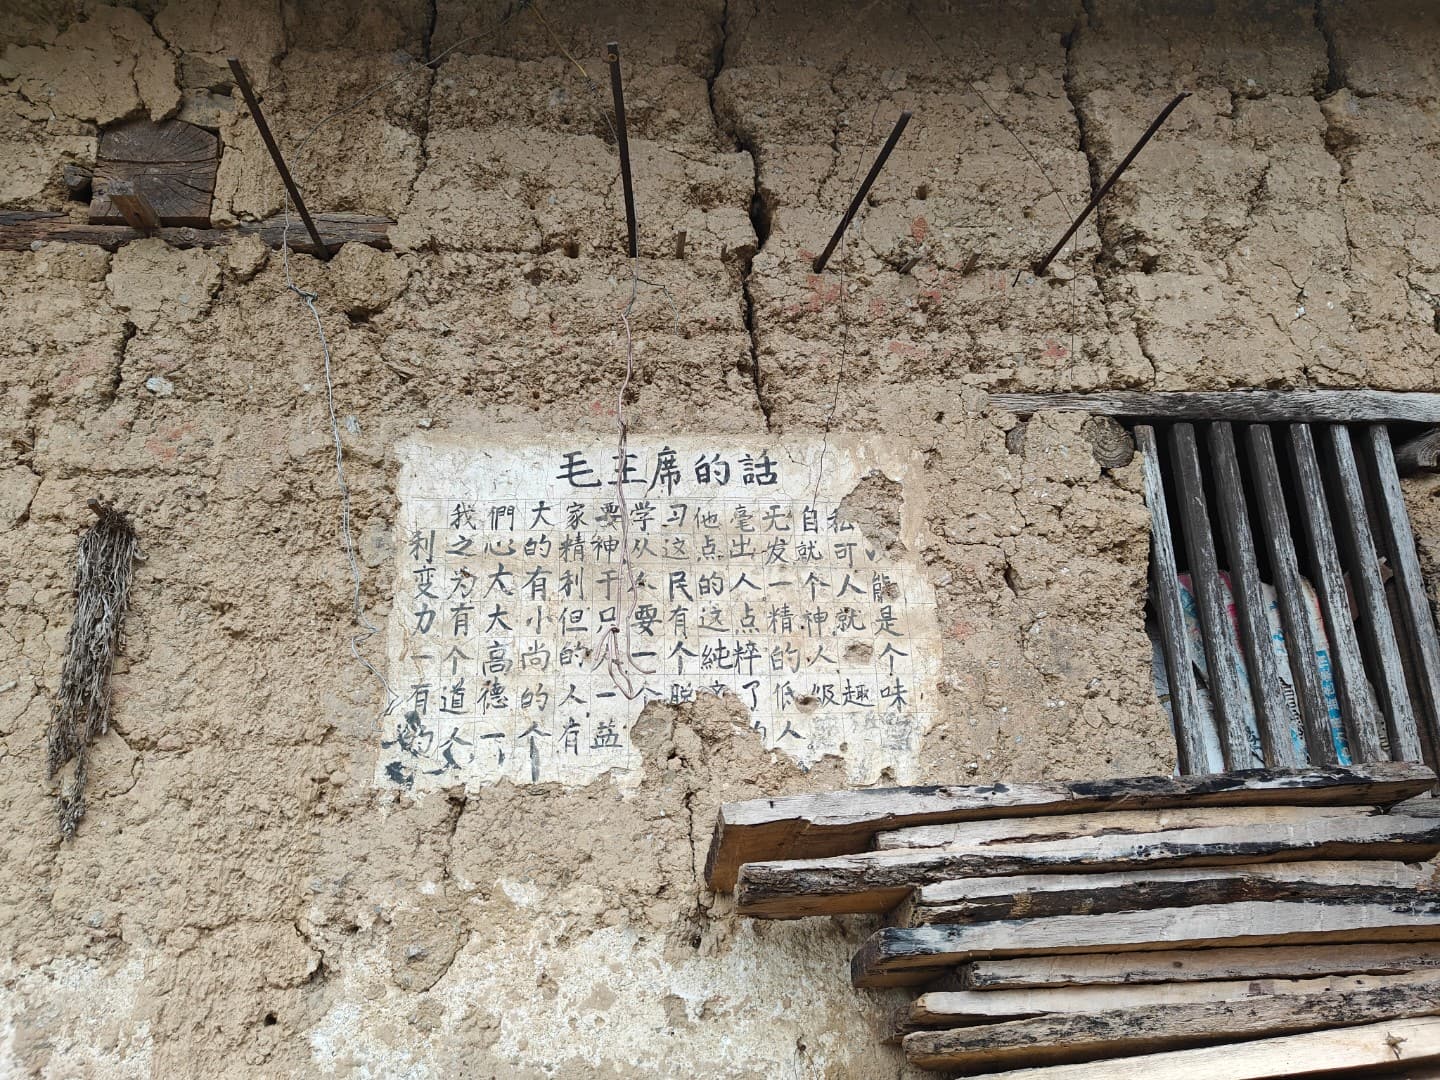 毛主席的話
我們大家要学习他毫无自私
利之心的精神从这点出发就可
变为大有利于人民的人一个人能
力有大小但只要有这点精神就是
一个高尚的人一个純粹的人个
有道德的人一个脱了低级趣味
的人一个有益的人